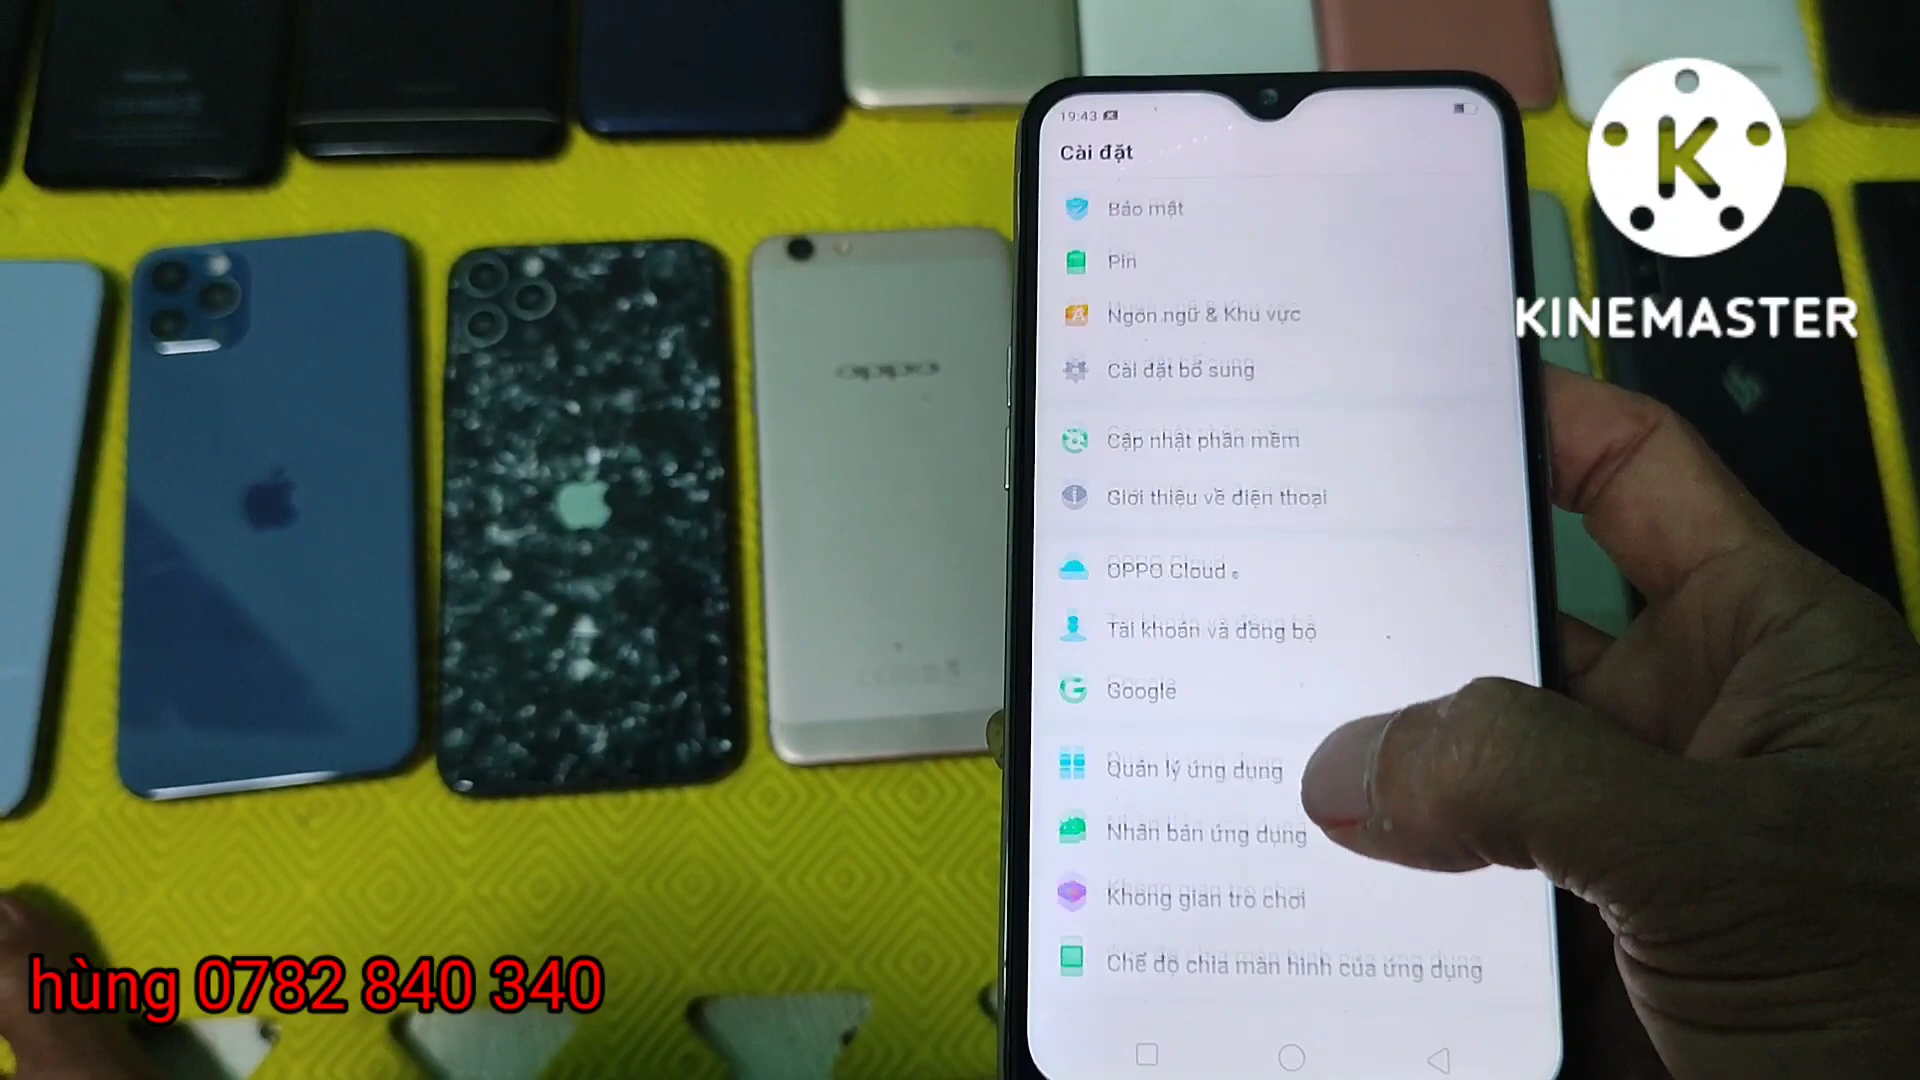 19:43
Cài đặt
Bảo mật
Pin
Ngôn ngữ & Khu vực
Cài đặt bổ sung
Cập nhật phần mềm
Giới thiệu về điện thoại
OPPO Cloud
Tài khoản và đồng bộ
Google
Quản lý ứng dụng
Nhân bản ứng dụng
Không gian trò chơi
Chế độ chia màn hình của ứng dụng
oppo
K
KINEMASTER
hùng 0782 840 340